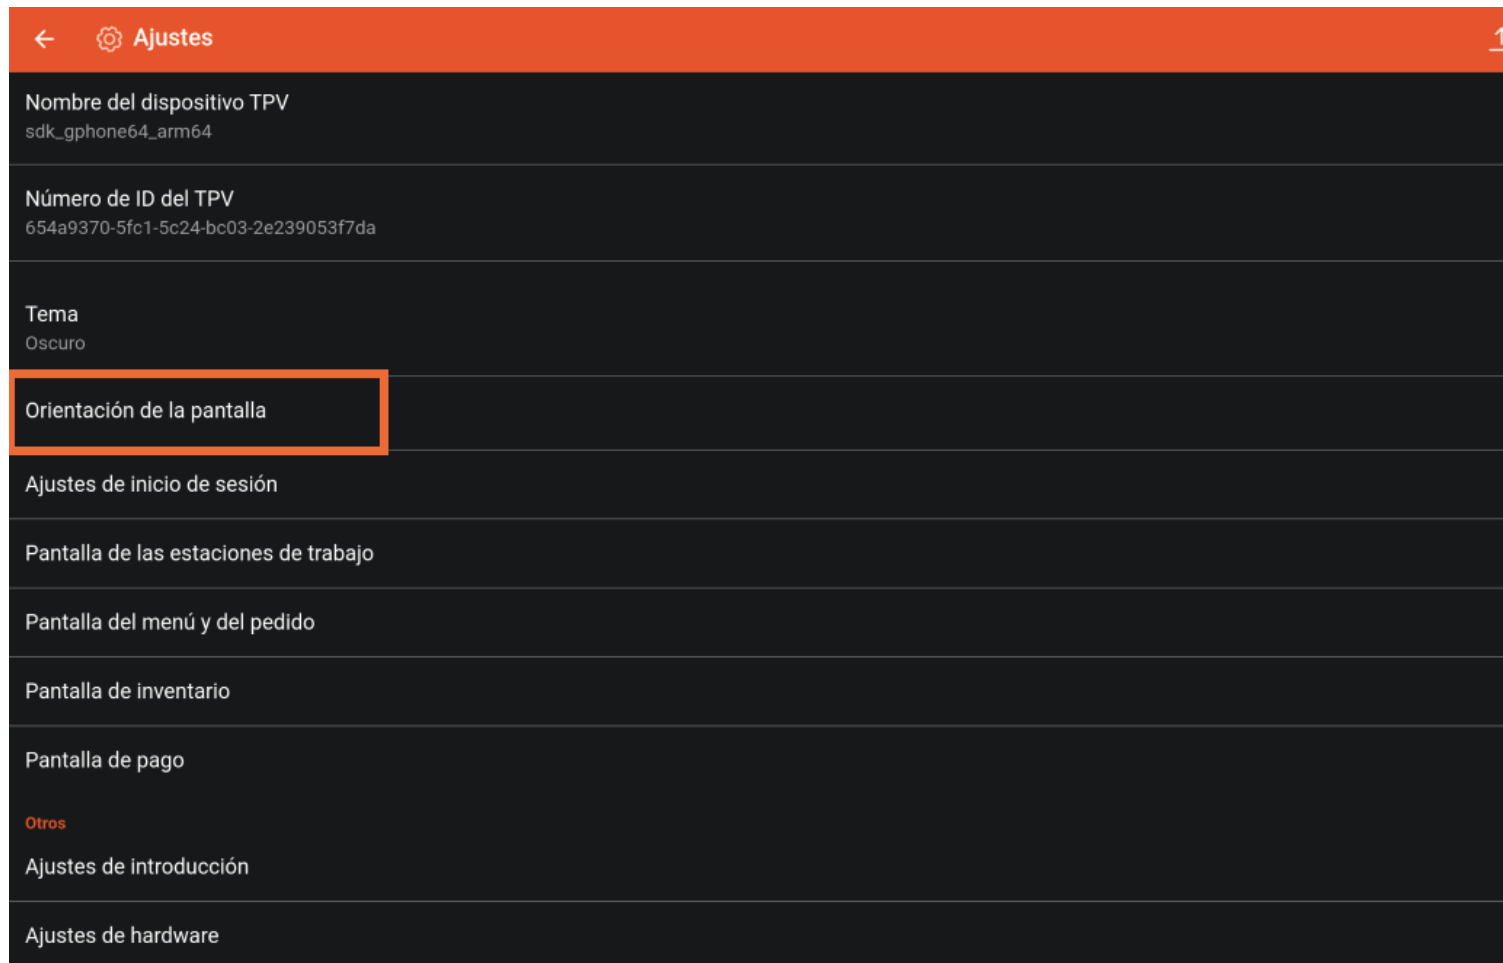 Ajustes
Nombre del dispositivo TPV
sdk_gphone64_arm64
Número de ID del TPV
654a9370-5fc1-5c24-bc03-2e239053f7da
Tema
Oscuro
Orientación de la pantalla
Ajustes de inicio de sesión
Pantalla de las estaciones de trabajo
Pantalla del menú y del pedido
Pantalla de inventario
Pantalla de pago
Otros
Ajustes de introducción
Ajustes de hardware